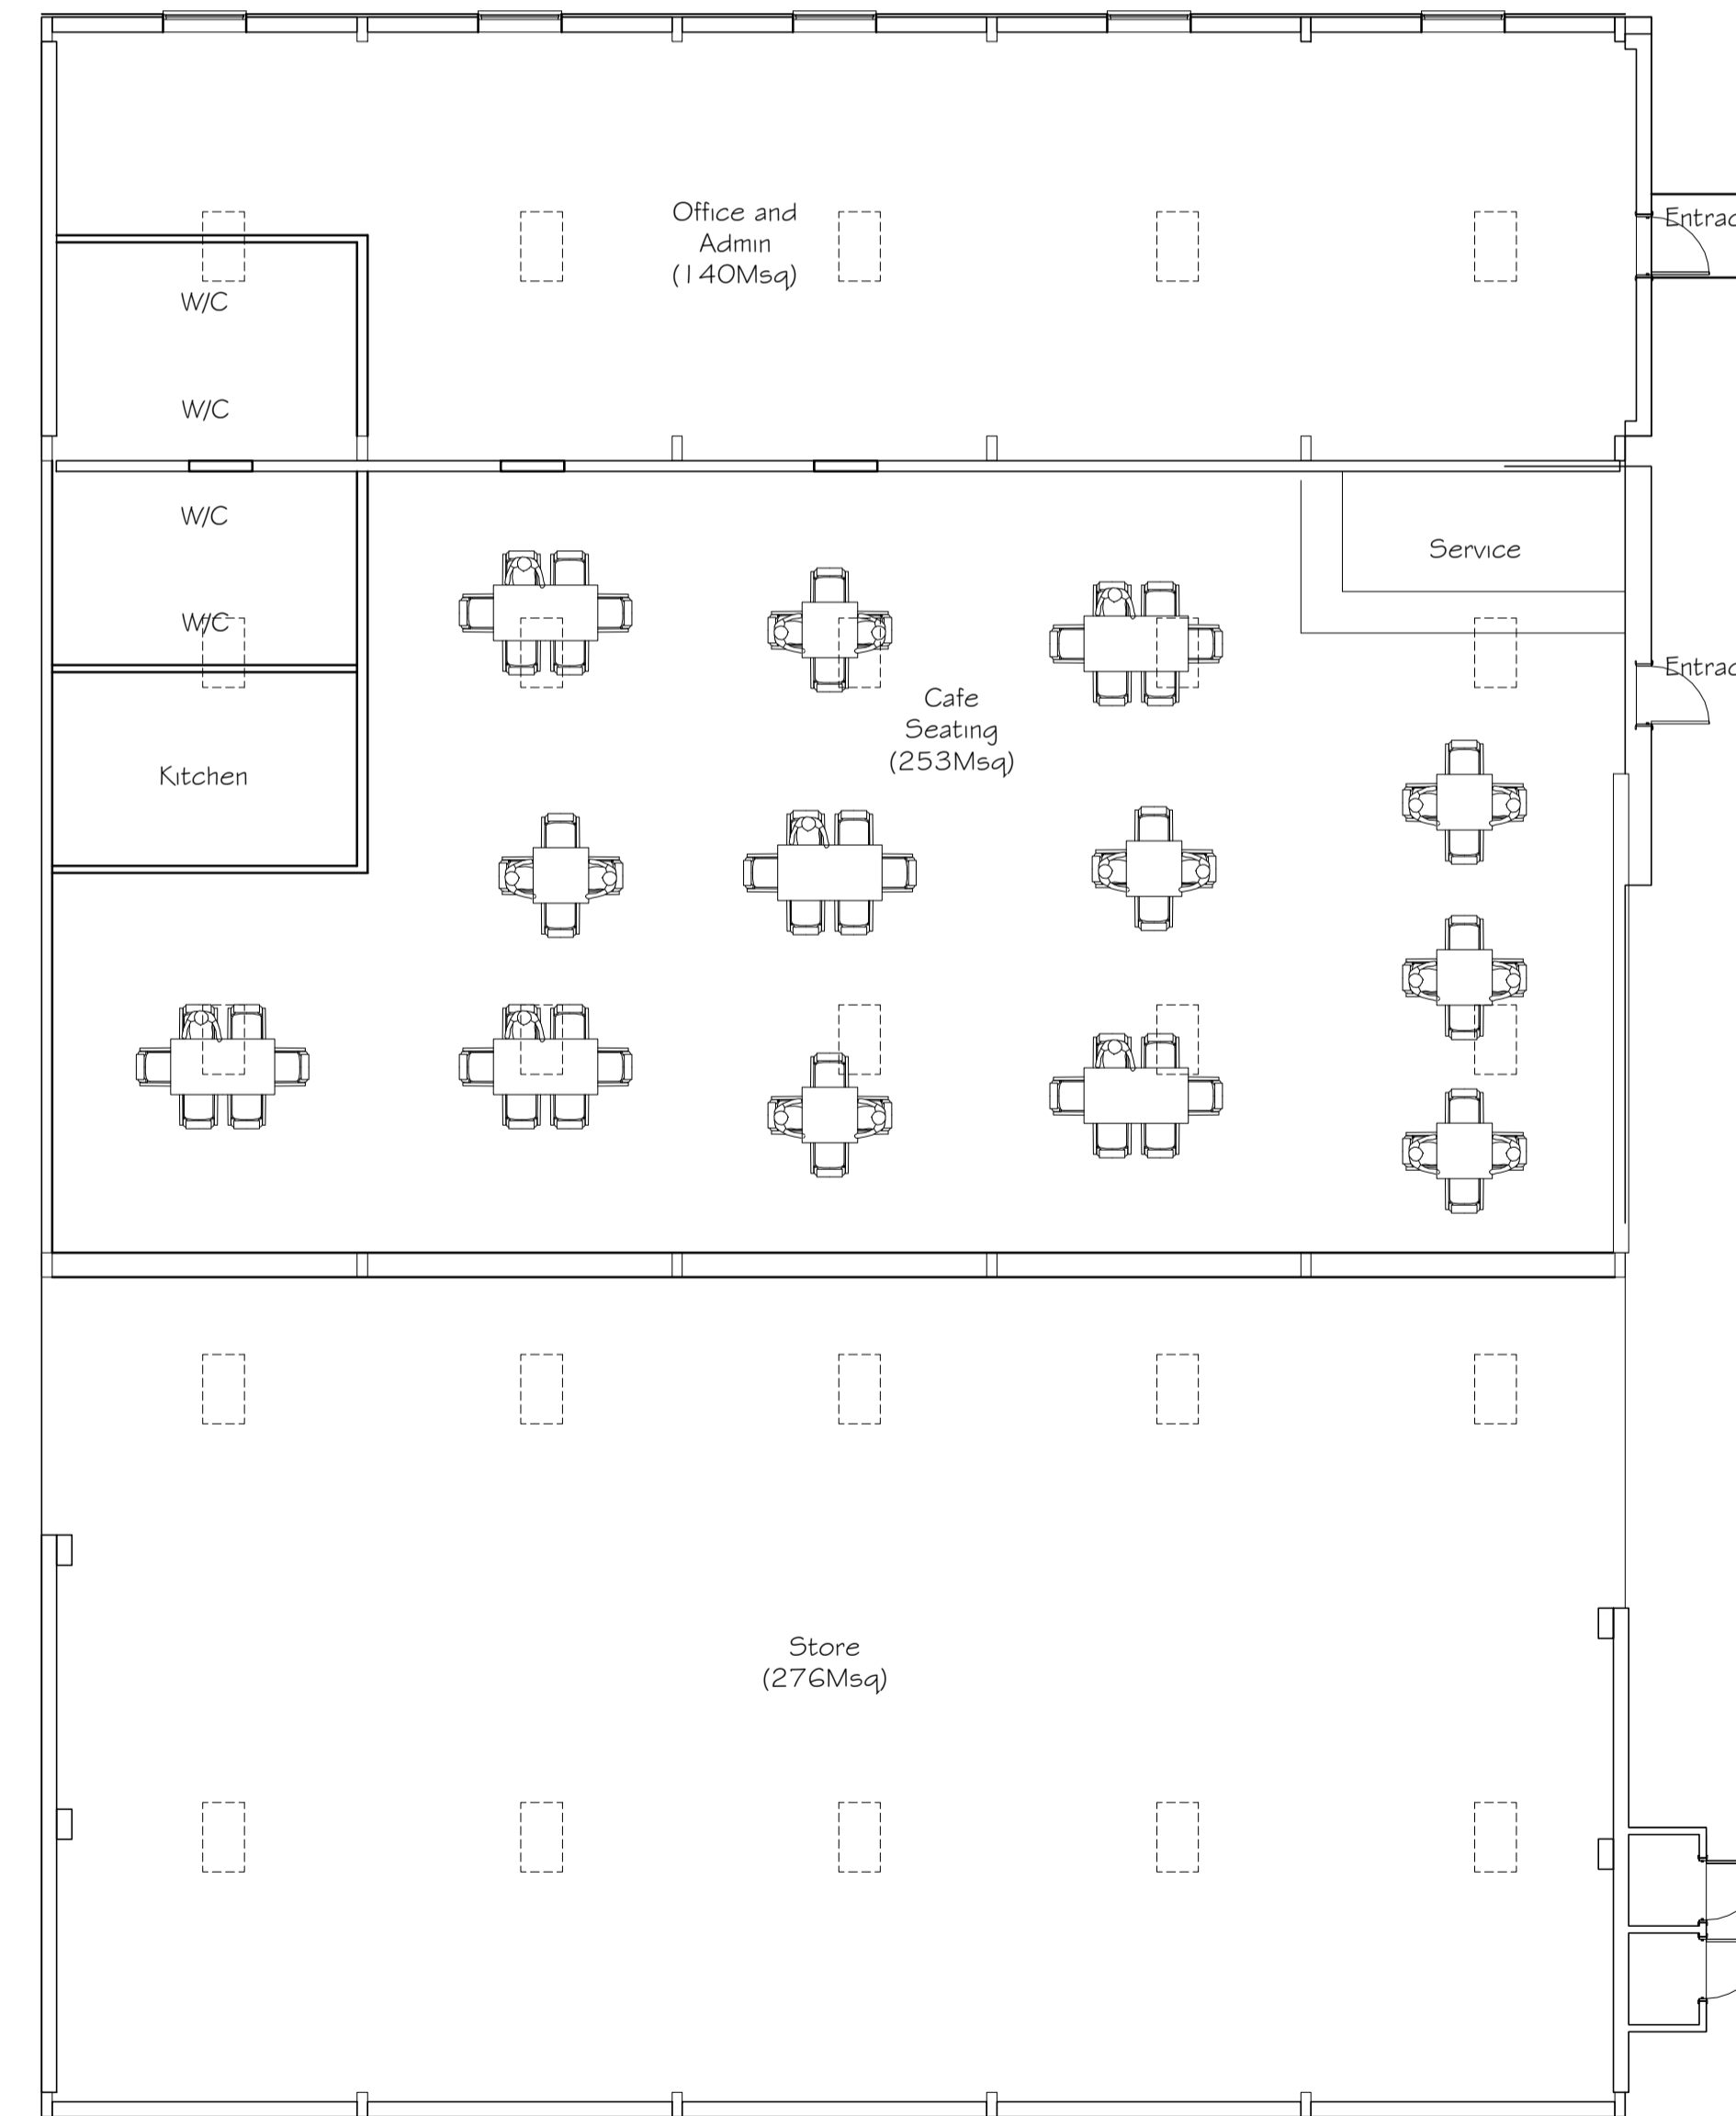 Office and
Admin
(140Msq)
Entrac
W/C
W/C
W/C
Service
W/C
Entrac
Cafe
Seating
(253Msq)
Kitchen
Store
(276Msq)